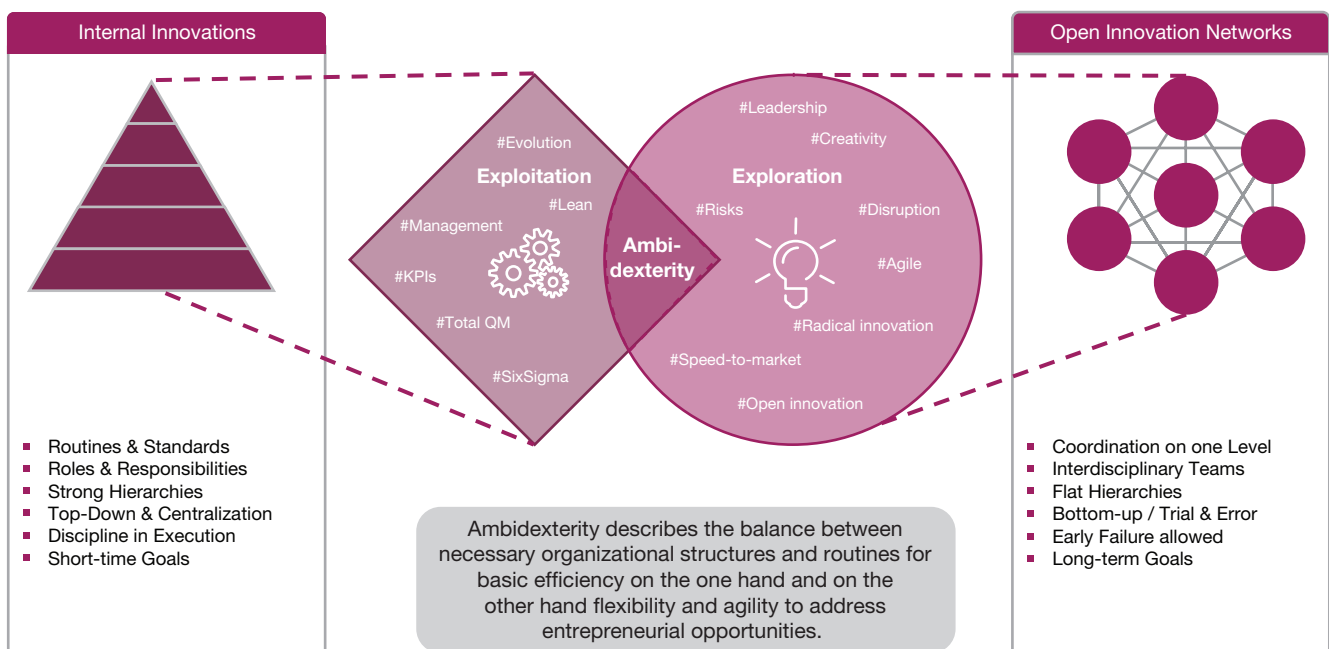 Internal Innovations
Open Innovation Networks
#Evolution
Exploitation
#Lean
#Management
#KPIs
#Total QM
#SixSigma
Ambi-
dexterity
#Leadership
#Creativity
Exploration
#Risks
#Disruption
#Agile
#Radical innovation
#Speed-to-market
#Open innovation
Routines & Standards
Roles & Responsibilities
Strong Hierarchies
Top-Down & Centralization
Discipline in Execution
Short-time Goals
Ambidexterity describes the balance between
necessary organizational structures and routines for
basic efficiency on the one hand and on the
other hand flexibility and agility to address
entrepreneurial opportunities.
Coordination on one Level
Interdisciplinary Teams
Flat Hierarchies
Bottom-up / Trial & Error
Early Failure allowed
Long-term Goals